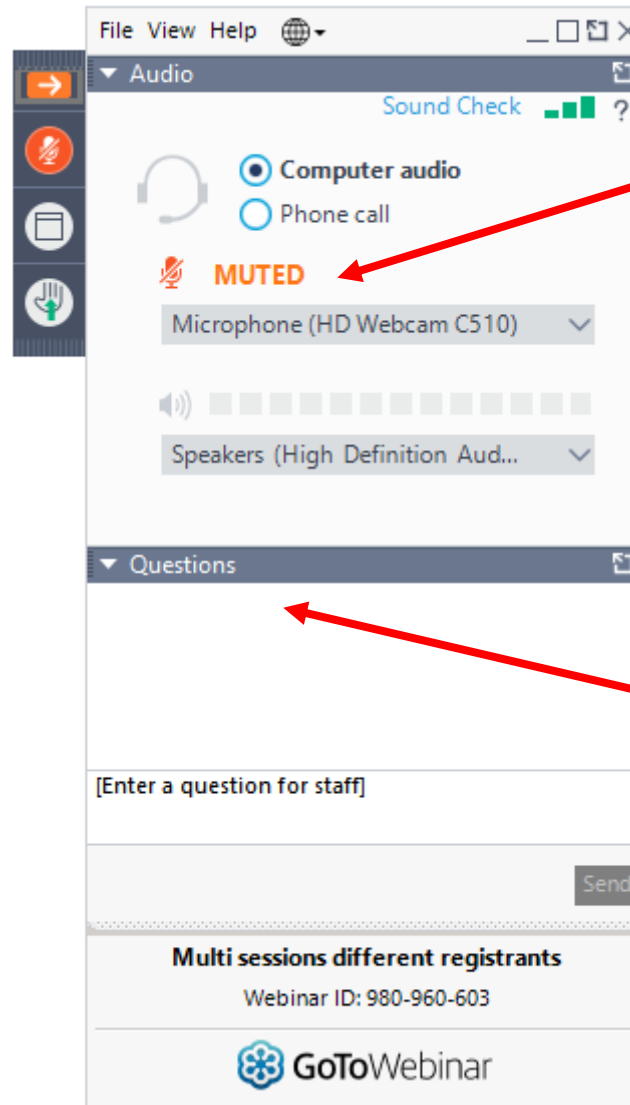 File View Help
Audio
Sound Check ?
Computer audio
Phone call
MUTED
Microphone (HD Webcam C510)
Speakers (High Definition Aud...
Questions
[Enter a question for staff]
Send
Multi sessions different registrants
Webinar ID: 980-960-603
GoToWebinar